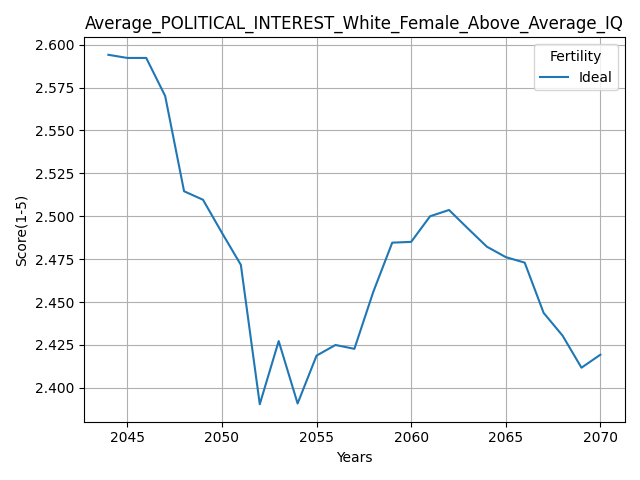 Average_POLITICAL_INTEREST_White_Female_Above_Average_IQ
Fertility
Ideal
Score(1-5)
2.600
2.575
2.550
2.525
2.500
2.475
2.450
2.425
2.400
2045 2050 2055 2060 2065 2070
Years